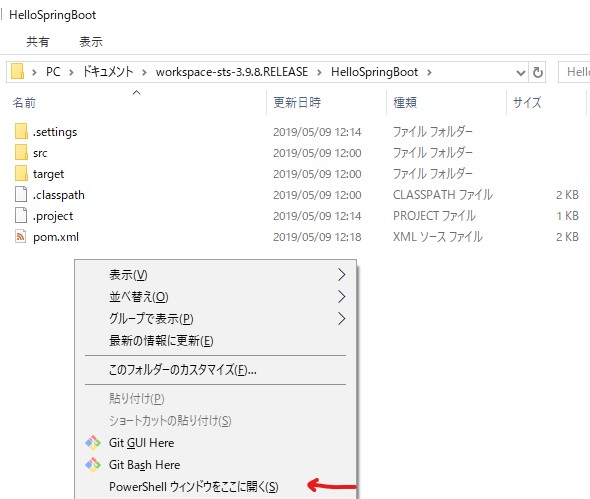 HelloSpringBoot
共有 表示
PC ドキュメント workspace-sts-3.9.8.RELEASE HelloSpringBoot Hello
名前 更新日時 種類 サイズ
.settings 2019/05/09 12:14 ファイル フォルダー
src 2019/05/09 12:00 ファイル フォルダー
target 2019/05/09 12:00 ファイル フォルダー
.classpath 2019/05/09 12:00 CLASSPATH ファイル 2 KB
.project 2019/05/09 12:14 PROJECT ファイル 1 KB
pom.xml 2019/05/09 12:18 XML ソース ファイル 2 KB
表示(V)
並べ替え(O)
グループで表示(P)
最新の情報に更新(E)
このフォルダーのカスタマイズ(F)...
貼り付け(P)
ショートカットの貼り付け(S)
Git GUI Here
Git Bash Here
PowerShell ウィンドウをここに開く(S)